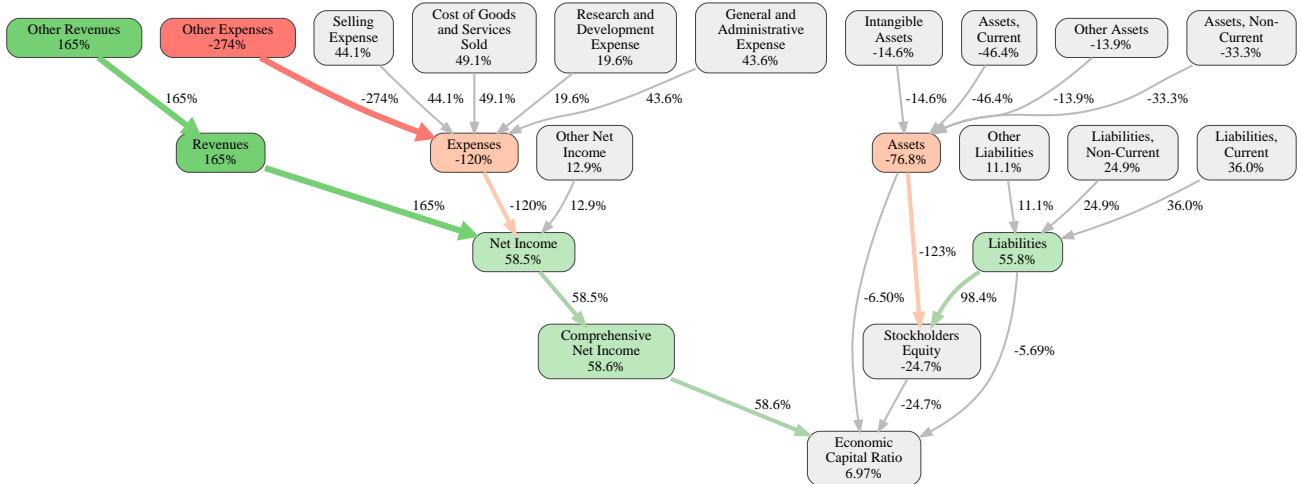 Other Revenues
165%
Other Expenses
-274%
Selling
Expense
44.1%
Cost of Goods
and Services
Sold
49.1%
Research and
Development
Expense
19.6%
General and
Administrative
Expense
43.6%
Intangible
Assets
-14.6%
Assets,
Current
-46.4%
Other Assets
-13.9%
Assets, Non-
Current
-33.3%
165%
-274%
44.1%
49.1%
19.6%
43.6%
-14.6%
-46.4%
-13.9%
-33.3%
Revenues
165%
Expenses
-120%
Other Net
Income
12.9%
Assets
-76.8%
Other
Liabilities
11.1%
Liabilities,
Non-Current
24.9%
Liabilities,
Current
36.0%
165%
-120%
12.9%
11.1%
24.9%
36.0%
Net Income
58.5%
-123%
Liabilities
55.8%
58.5%
-6.50%
98.4%
Comprehensive
Net Income
58.6%
Stockholders
Equity
-24.7%
-5.69%
58.6%
-24.7%
Economic
Capital Ratio
6.97%